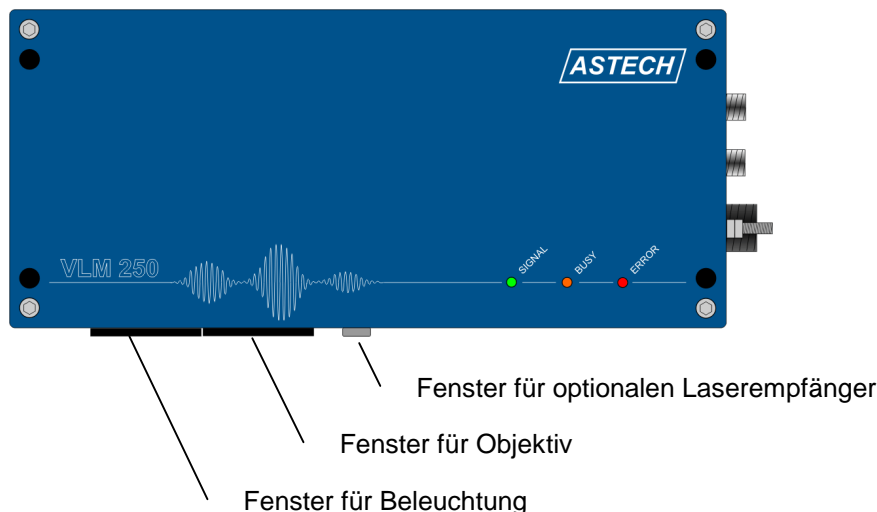 ASTECH
VLM 250
SIGNAL
BUSY
ERROR
Fenster für optionalen Laserempfänger
Fenster für Objektiv
Fenster für Beleuchtung